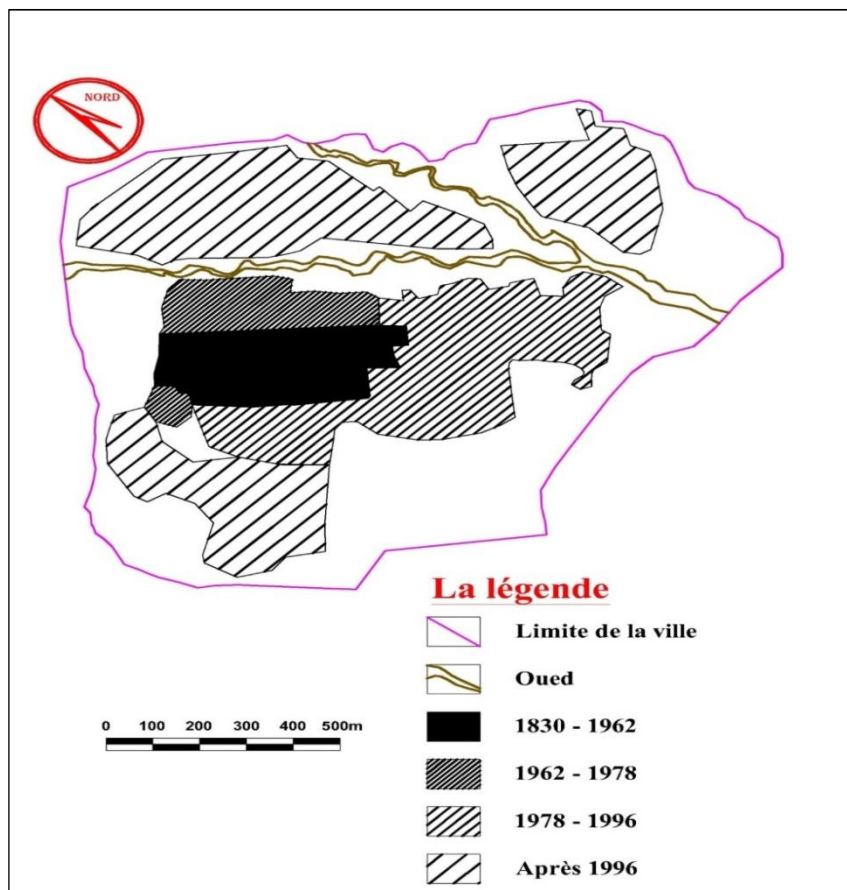 NORD
La légende
Limite de la ville
Oued
0 100 200 300 400 500m
1830 - 1962
1962 - 1978
1978 - 1996
Après 1996